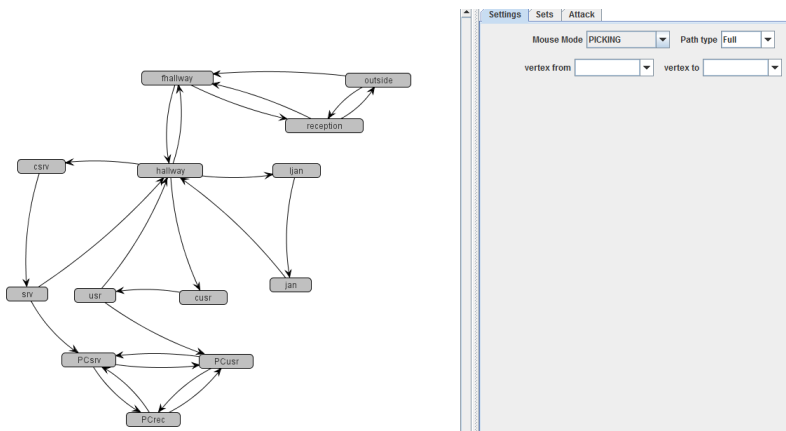 Settings Sets Attack
Mouse Mode PICKING Path type Full
vertex from vertex to
fhallway
outside
reception
csrv
hallway
ljan
srv
usr
cusr
jan
PCsrv
PCusr
PCrec